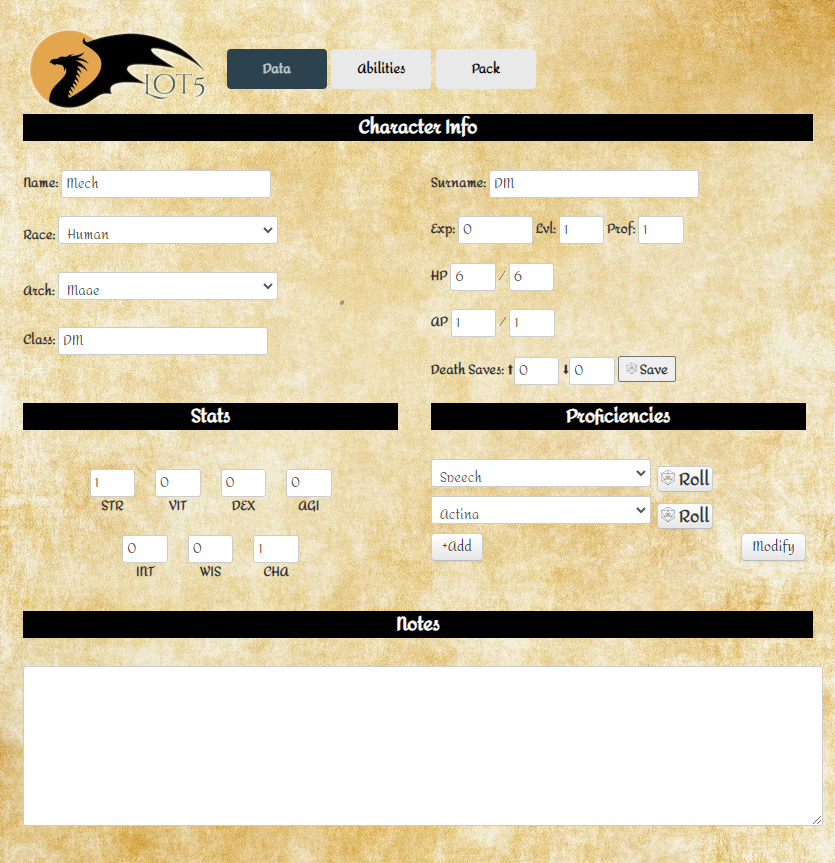 LOT5
Data Abilities Pack
Character Info
Name: Mech Surname: DM
Race: Human Exp: 0 Lvl: 1 Prof: 1
HP 6 / 6
Arch: Mage
AP 1 / 1
Class: DM
Death Saves: ⬆ 0 ⬇ 0 Save
Stats Proficiencies
1 0 0 0
STR VIT DEX AGI
0 0 1
INT WIS CHA
Speech Roll
Acting Roll
+Add Modify
Notes